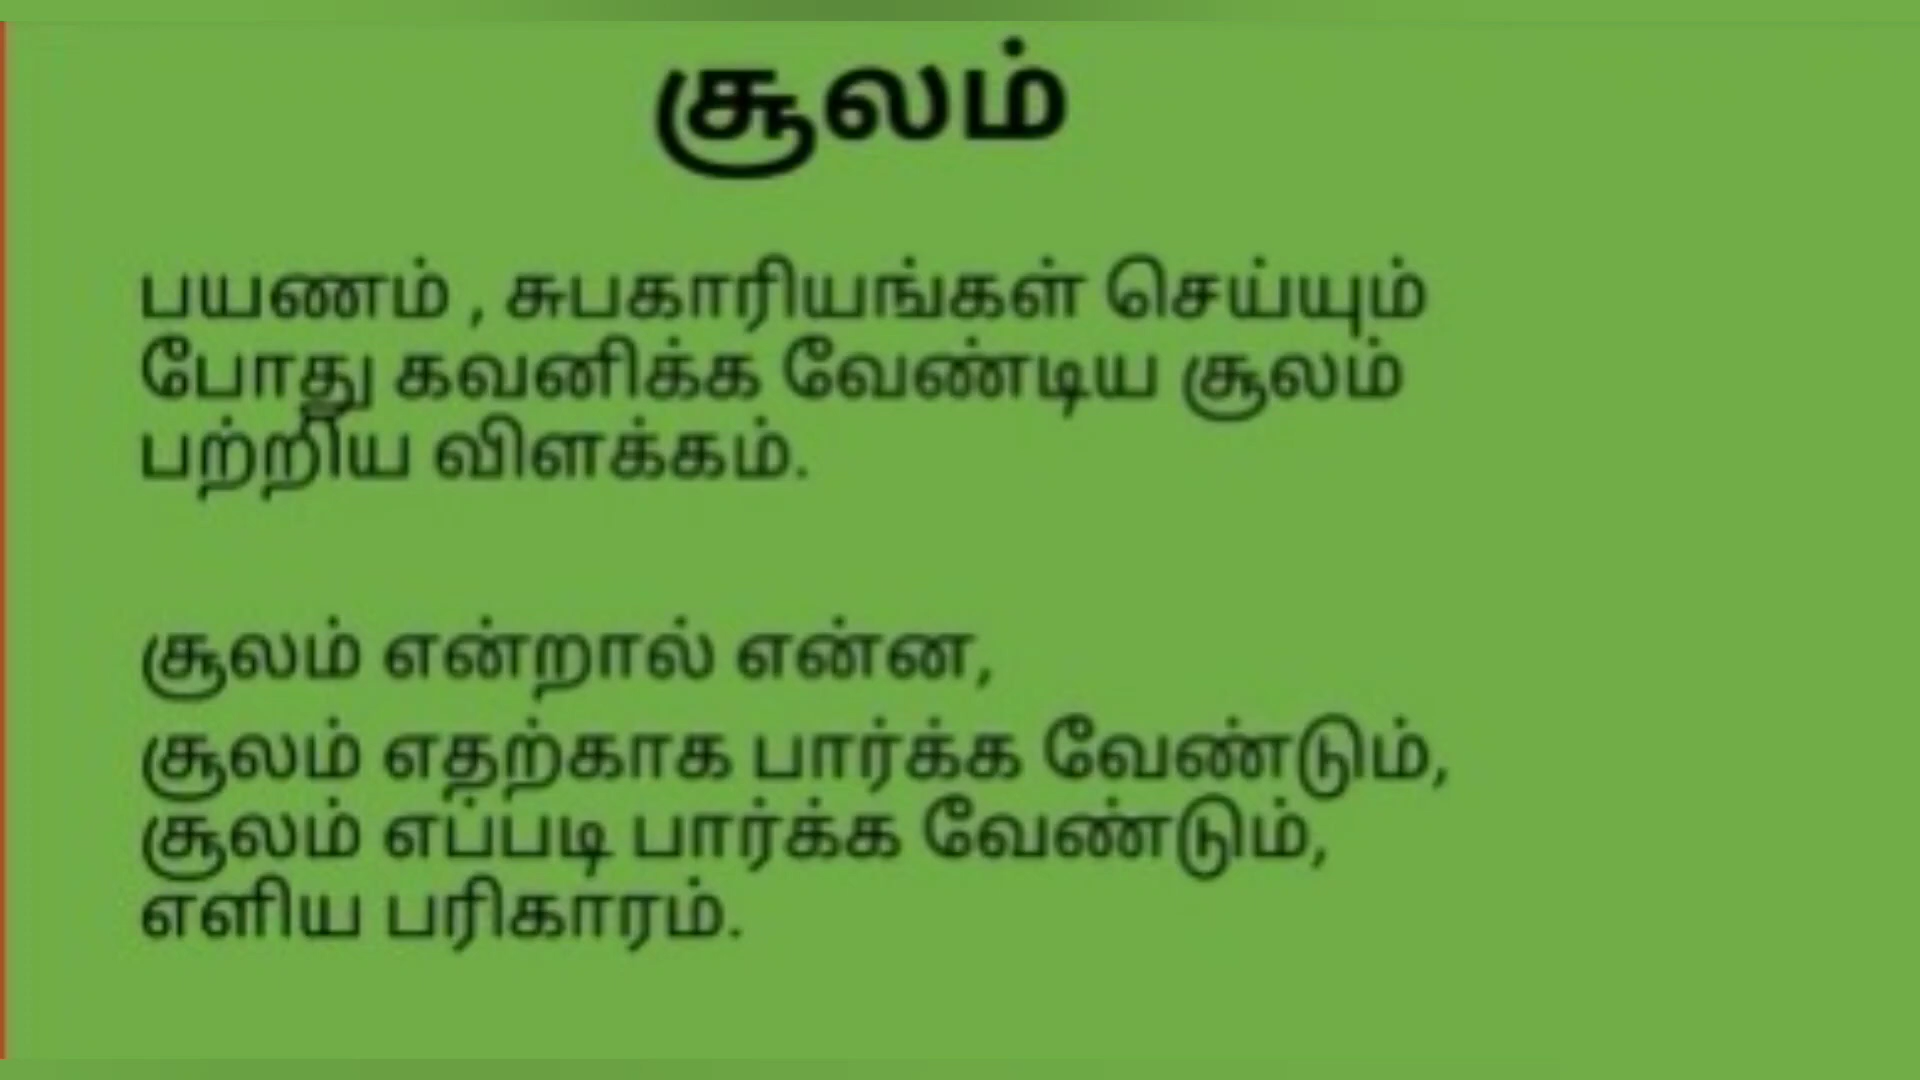 சூலம்
பயணம் , சுபகாரியங்கள் செய்யும்
போது கவனிக்க வேண்டிய சூலம்
பற்றிய விளக்கம்.
சூலம் என்றால் என்ன,
சூலம் எதற்காக பார்க்க வேண்டும்,
சூலம் எப்படி பார்க்க வேண்டும்,
எளிய பரிகாரம்.